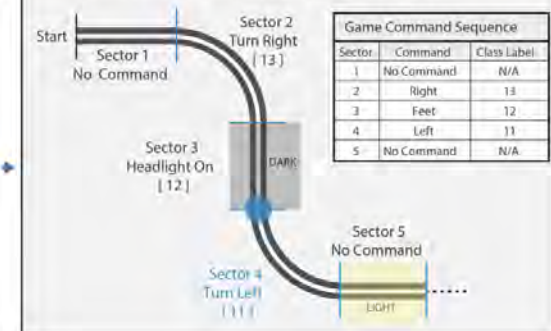 Start
Sector 1
No Command
Sector 2
Turn Right
[ 13 ]
Sector 3
Headlight On
[ 12 ]
DARK
Sector 4
Turn Left
[ 11 ]
Sector 5
No Command
LIGHT
Game Command Sequence
Sector Command Class Label
1 No Command N/A
2 Right 13
3 Feet 12
4 Left 11
5 No Command N/A